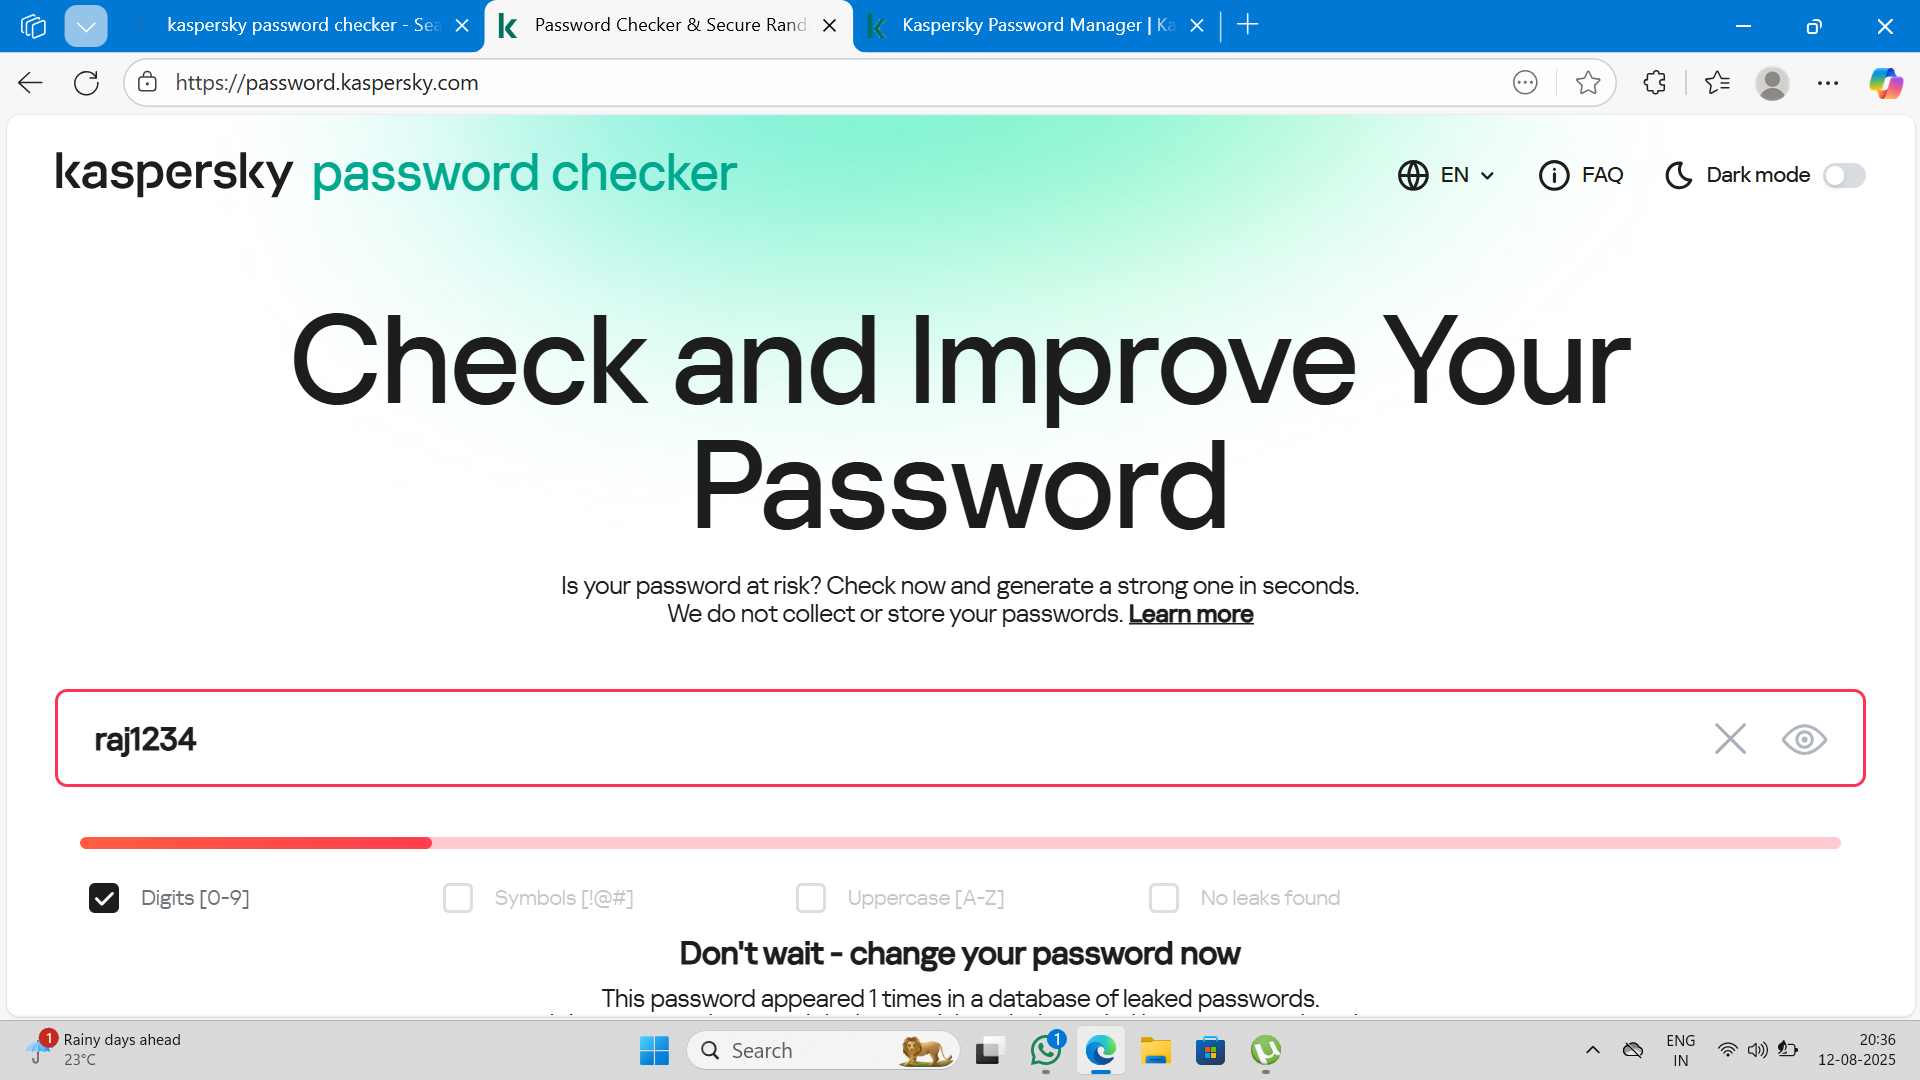 kaspersky password checker - Sea
Password Checker & Secure Rand
Kaspersky Password Manager | Ka
https://password.kaspersky.com
kaspersky password checker
EN
FAQ
Dark mode
Check and Improve Your
Password
Is your password at risk? Check now and generate a strong one in seconds.
We do not collect or store your passwords. Learn more
raj1234
Digits [0-9]
Symbols [!@#]
Uppercase [A-Z]
No leaks found
Don't wait - change your password now
This password appeared 1 times in a database of leaked passwords.
1
Rainy days ahead
23°C
Search
1
ENG
IN
20:36
12-08-2025